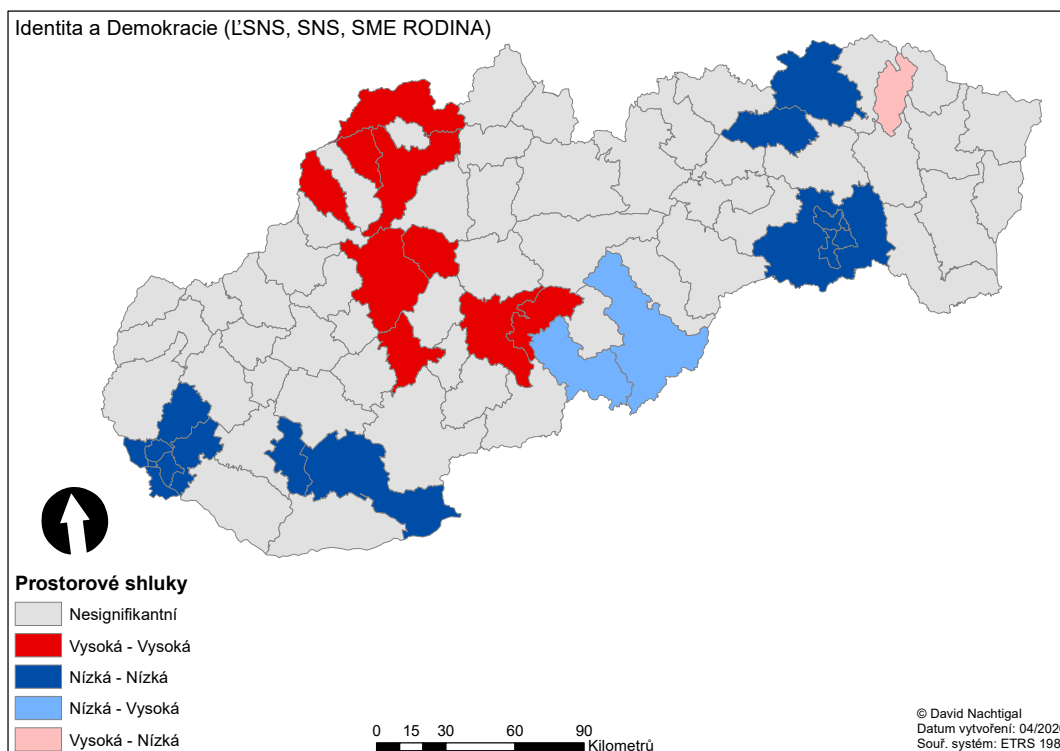 Identita a Demokracie (ĽSNS, SNS, SME RODINA)
Prostorové shluky
Nesignifikantní
Vysoká - Vysoká
Nízká - Nízká
Nízká - Vysoká
Vysoká - Nízká
0 15 30 60 90
Kilometrů
© David Nachtigal
Datum vytvoření: 04/202
Souř. systém: ETRS 198